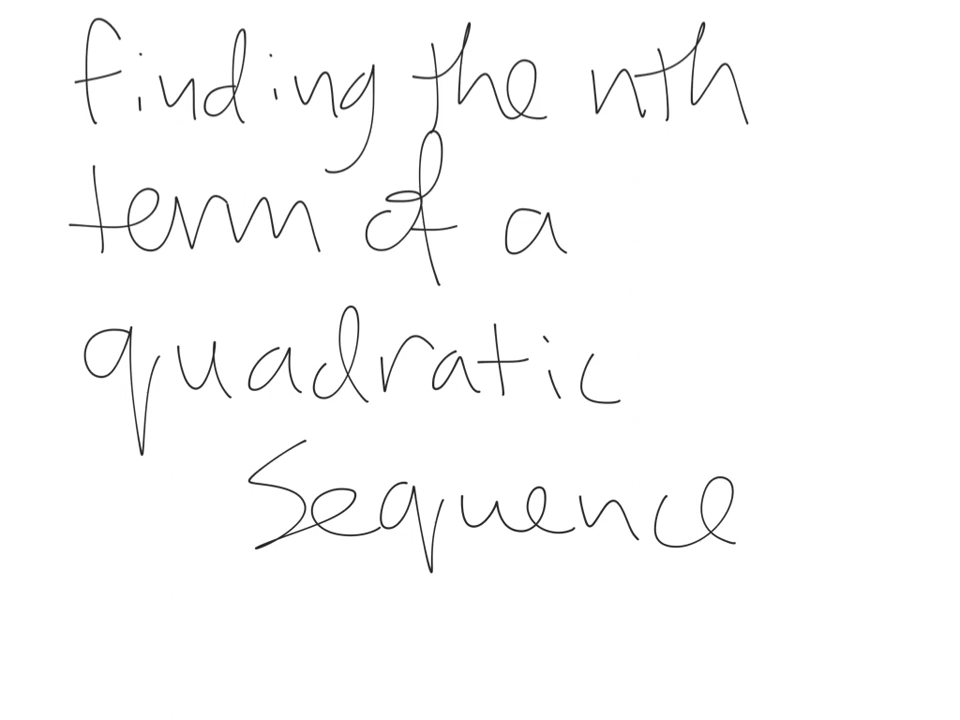 finding the nth
term of a
quadratic
Sequence